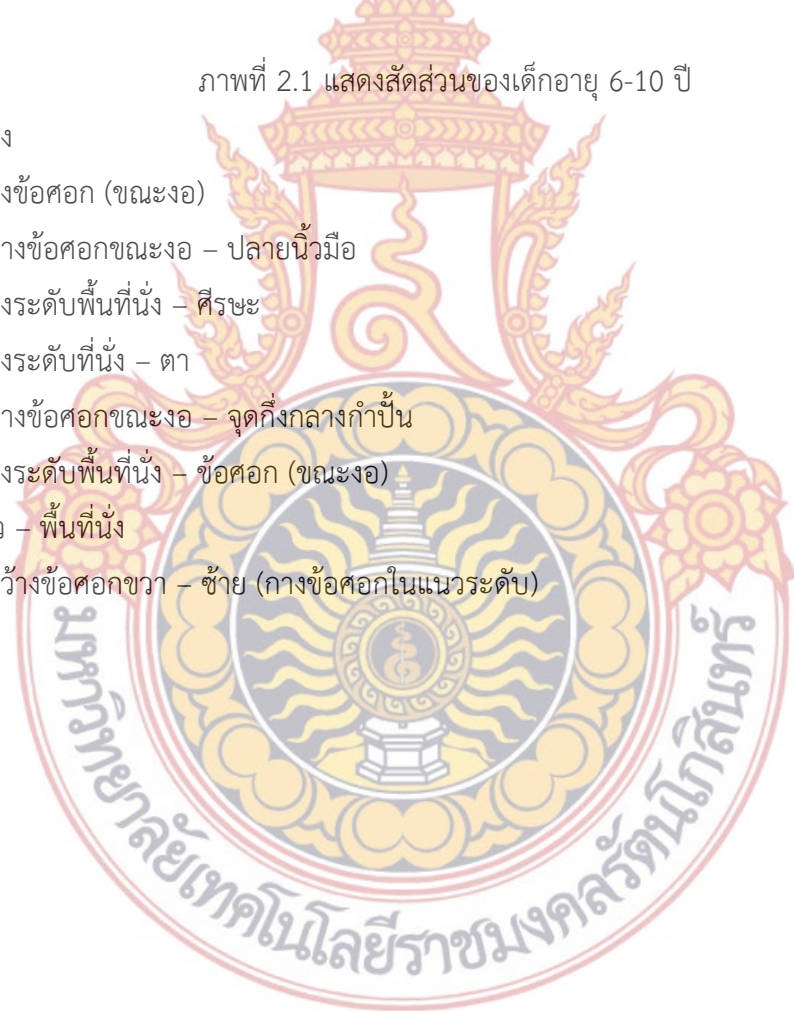 ภาพที่ 2.1 แสดงสัดส่วนของเด็กอายุ 6-10 ปี
ง
งข้อศอก (ขณะงอ)
างข้อศอกขณะงอ – ปลายนิ้วมือ
งระดับพื้นที่นั่ง – ศีรษะ
งระดับที่นั่ง – ตา
างข้อศอกขณะงอ – จุดกึ่งกลางกำปั้น
งระดับพื้นที่นั่ง – ข้อศอก (ขณะงอ)
– พื้นที่นั่ง
ว้างข้อศอกขวา – ซ้าย (กางข้อศอกในแนวระดับ)
มหาวิทยาลัยเทคโนโลยีราชมงคลรัตนโกสินทร์